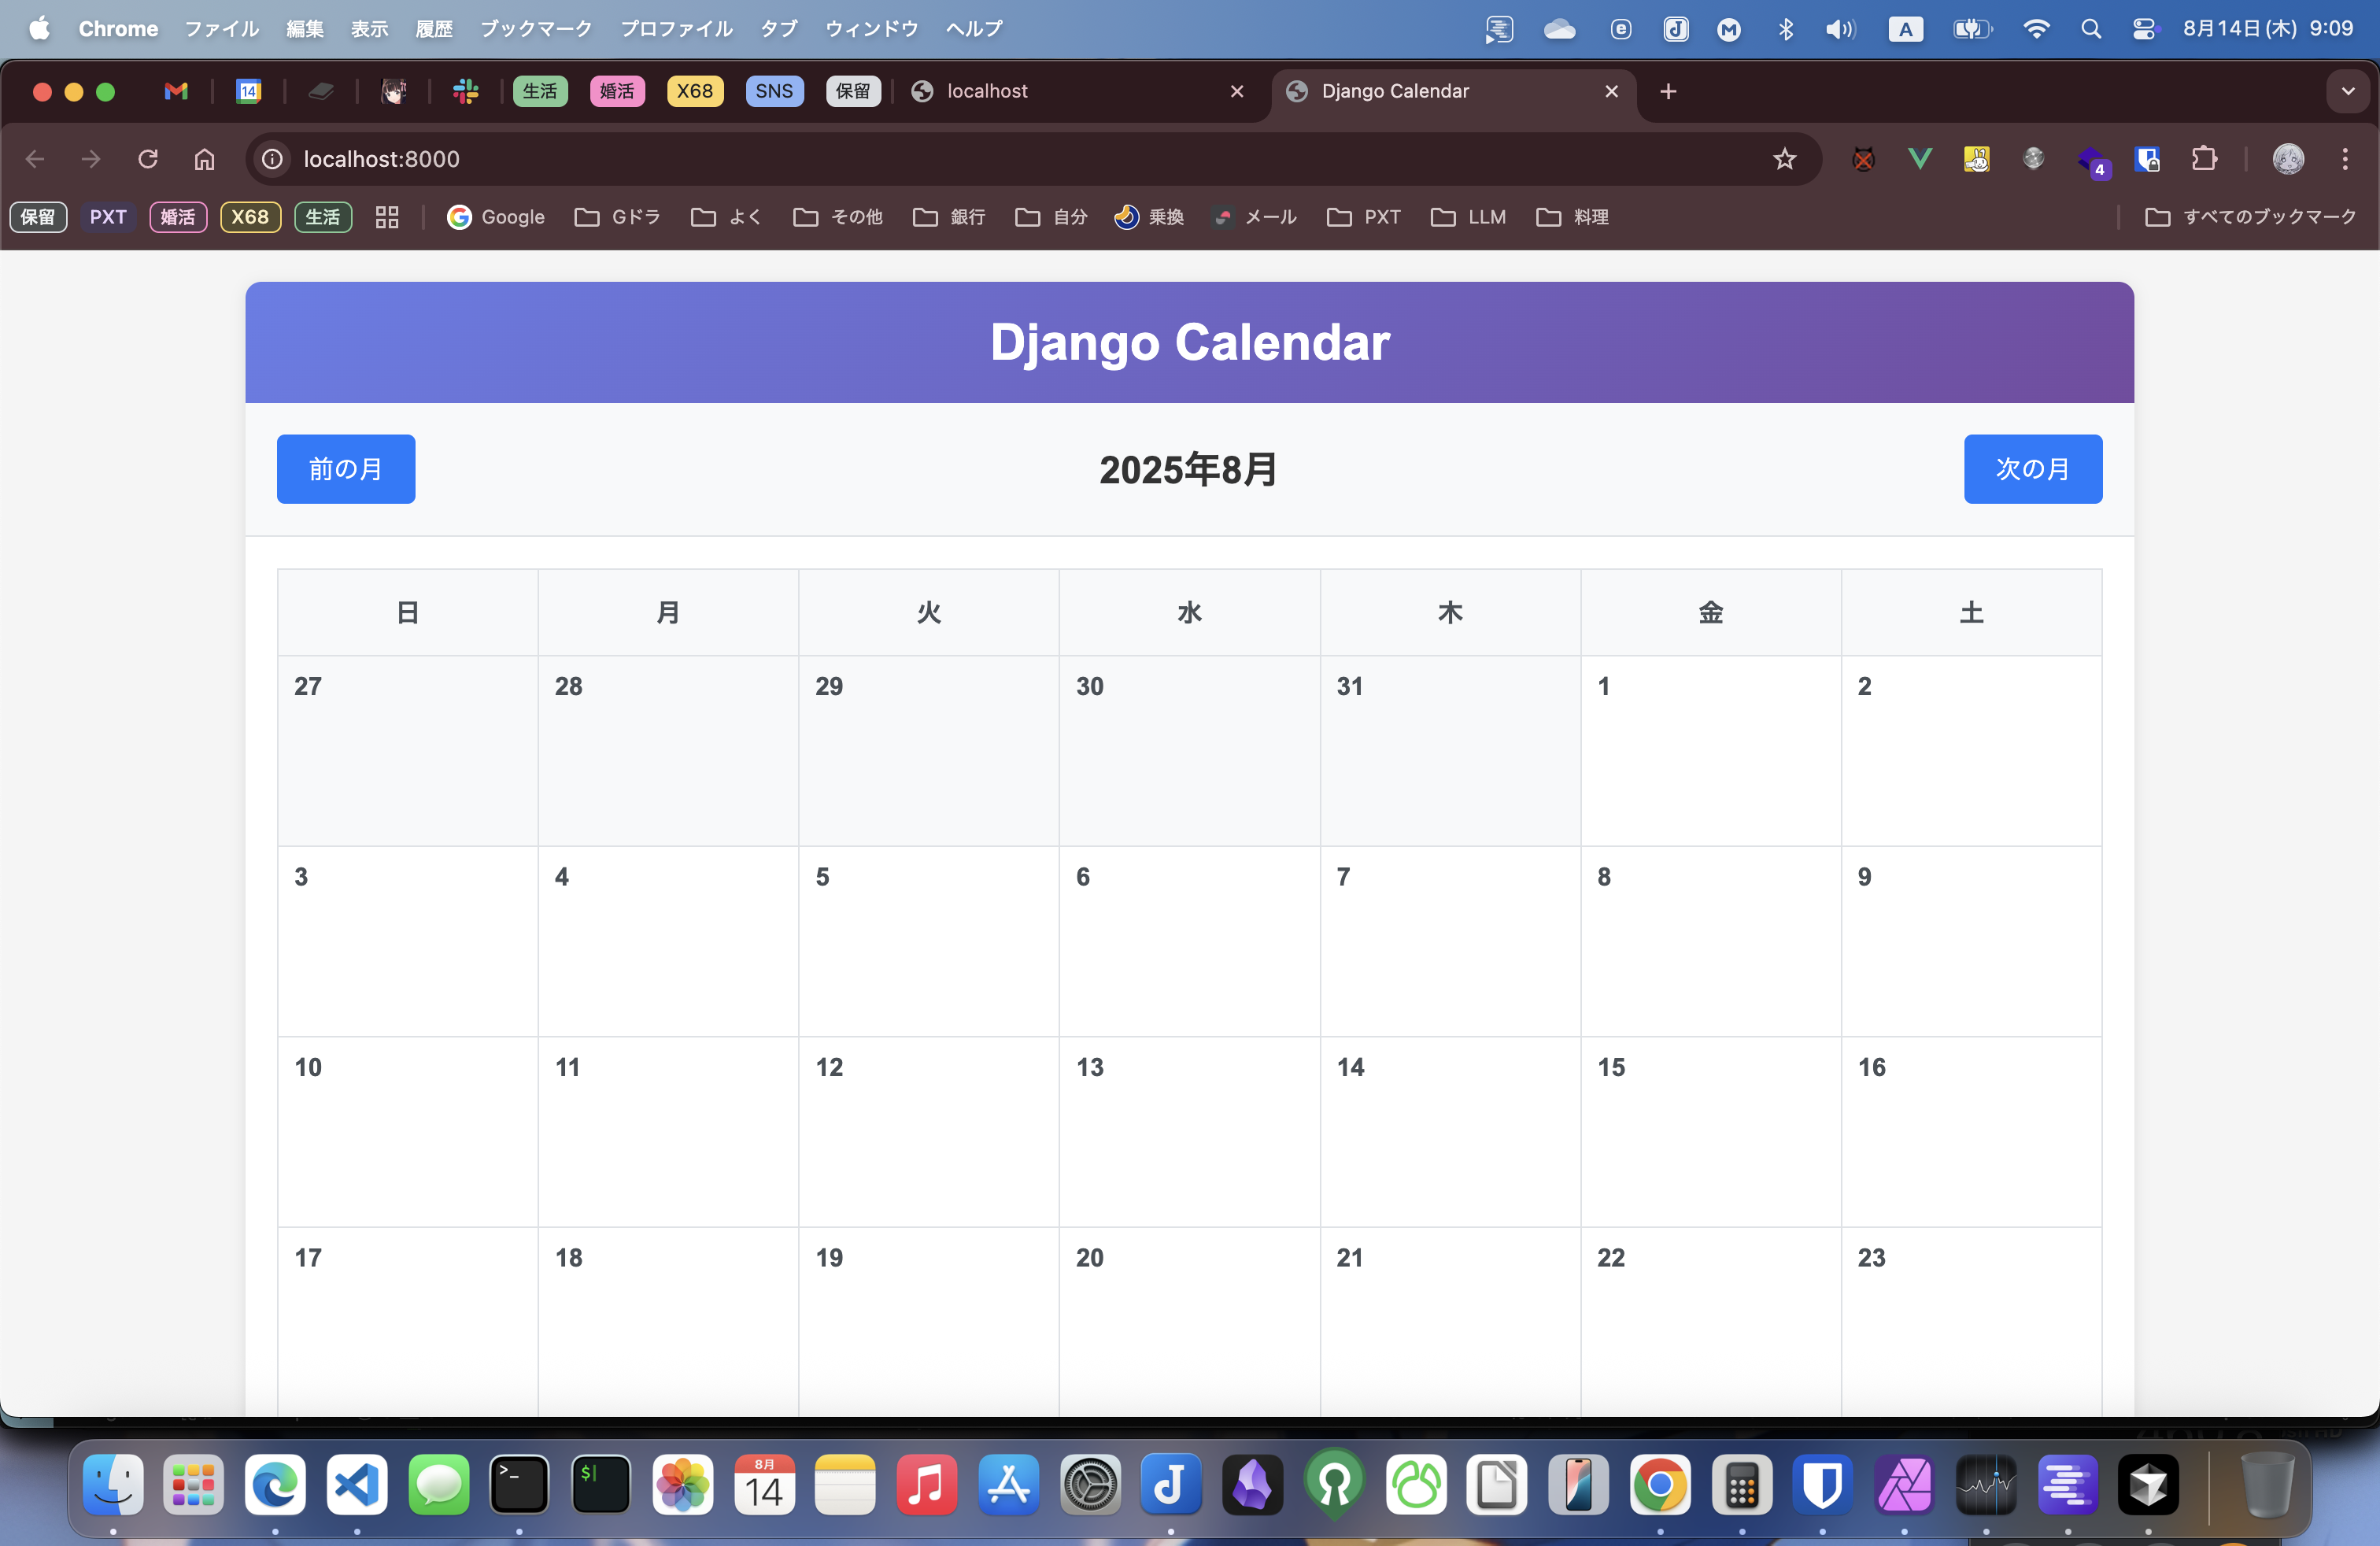 Chrome ファイル 編集 表示 履歴 ブックマーク プロファイル タブ ウィンドウ ヘルプ A 8月14日(木) 9:09
14 生活 婚活 X68 SNS 保留 localhost Django Calendar
localhost:8000 4
保留 PXT 婚活 X68 生活 Google Gドラ よく その他 銀行 自分 乗換 メール PXT LLM 料理 すべてのブックマーク
Django Calendar
前の月 2025年8月 次の月
日 月 火 水 木 金 土
27 28 29 30 31 1 2
3 4 5 6 7 8 9
10 11 12 13 14 15 16
17 18 19 20 21 22 23
8月
14